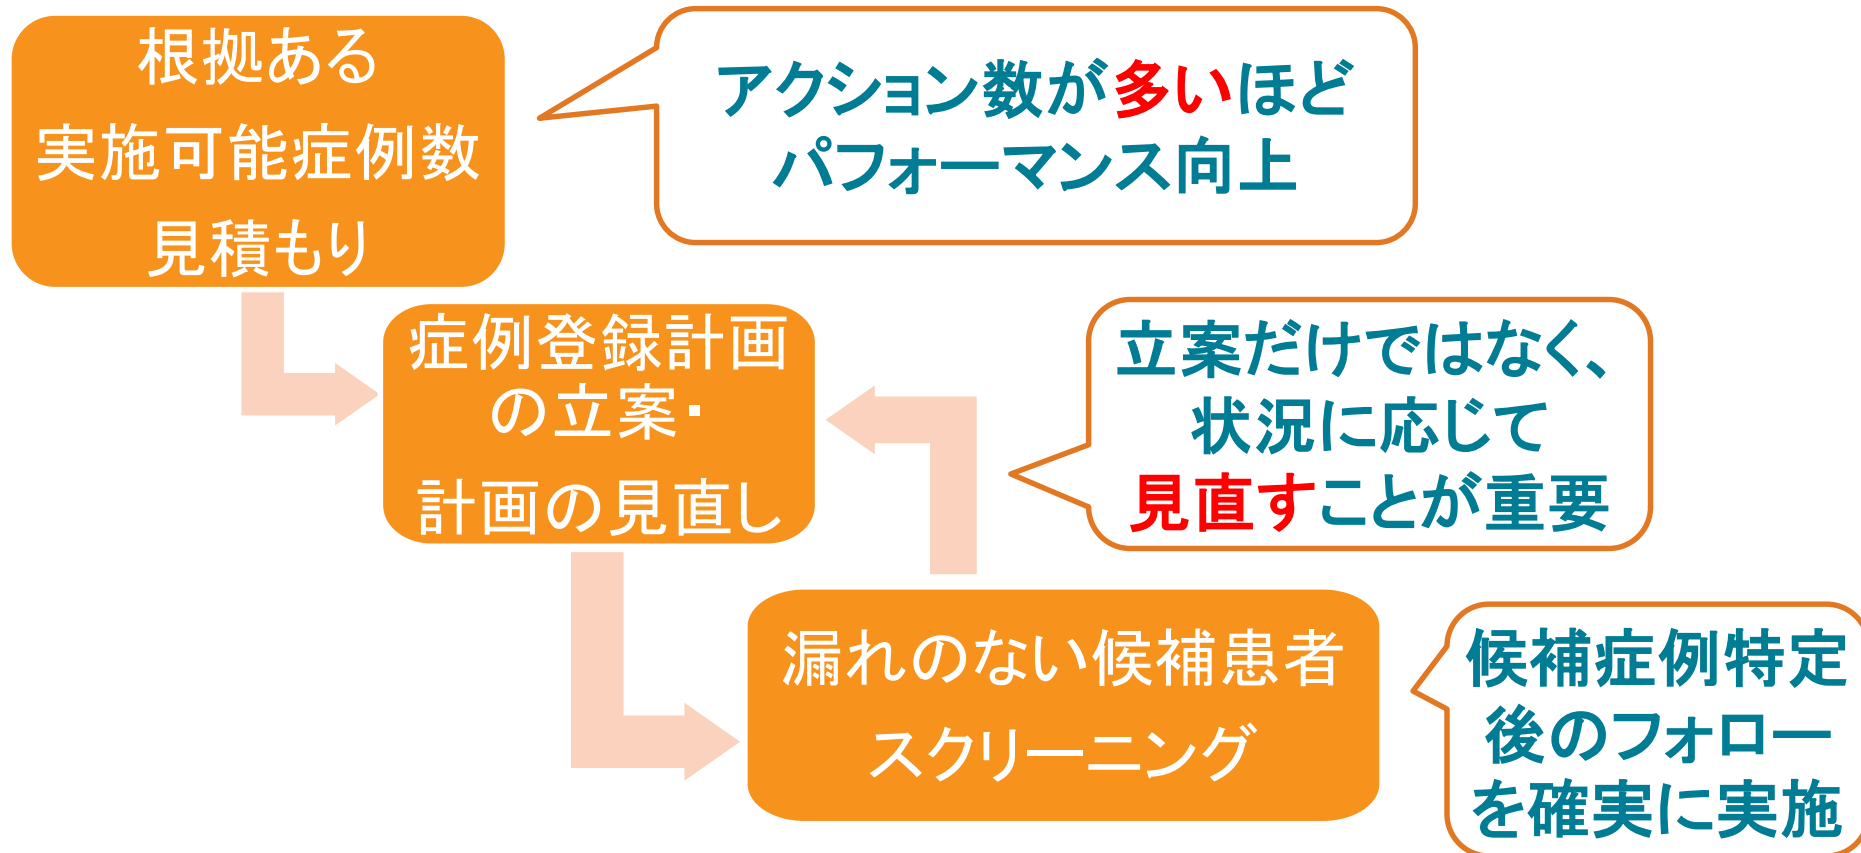 根拠ある
実施可能症例数
見積もり
アクション数が多いほど
パフォーマンス向上
症例登録計画
の立案・
計画の見直し
立案だけではなく、
状況に応じて
見直すことが重要
漏れのない候補患者
スクリーニング
候補症例特定
後のフォロー
を確実に実施